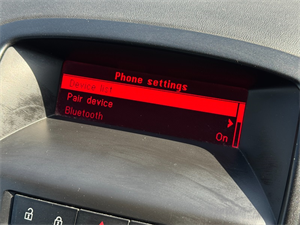 Phone settings
Device list
Pair device
Bluetooth
On